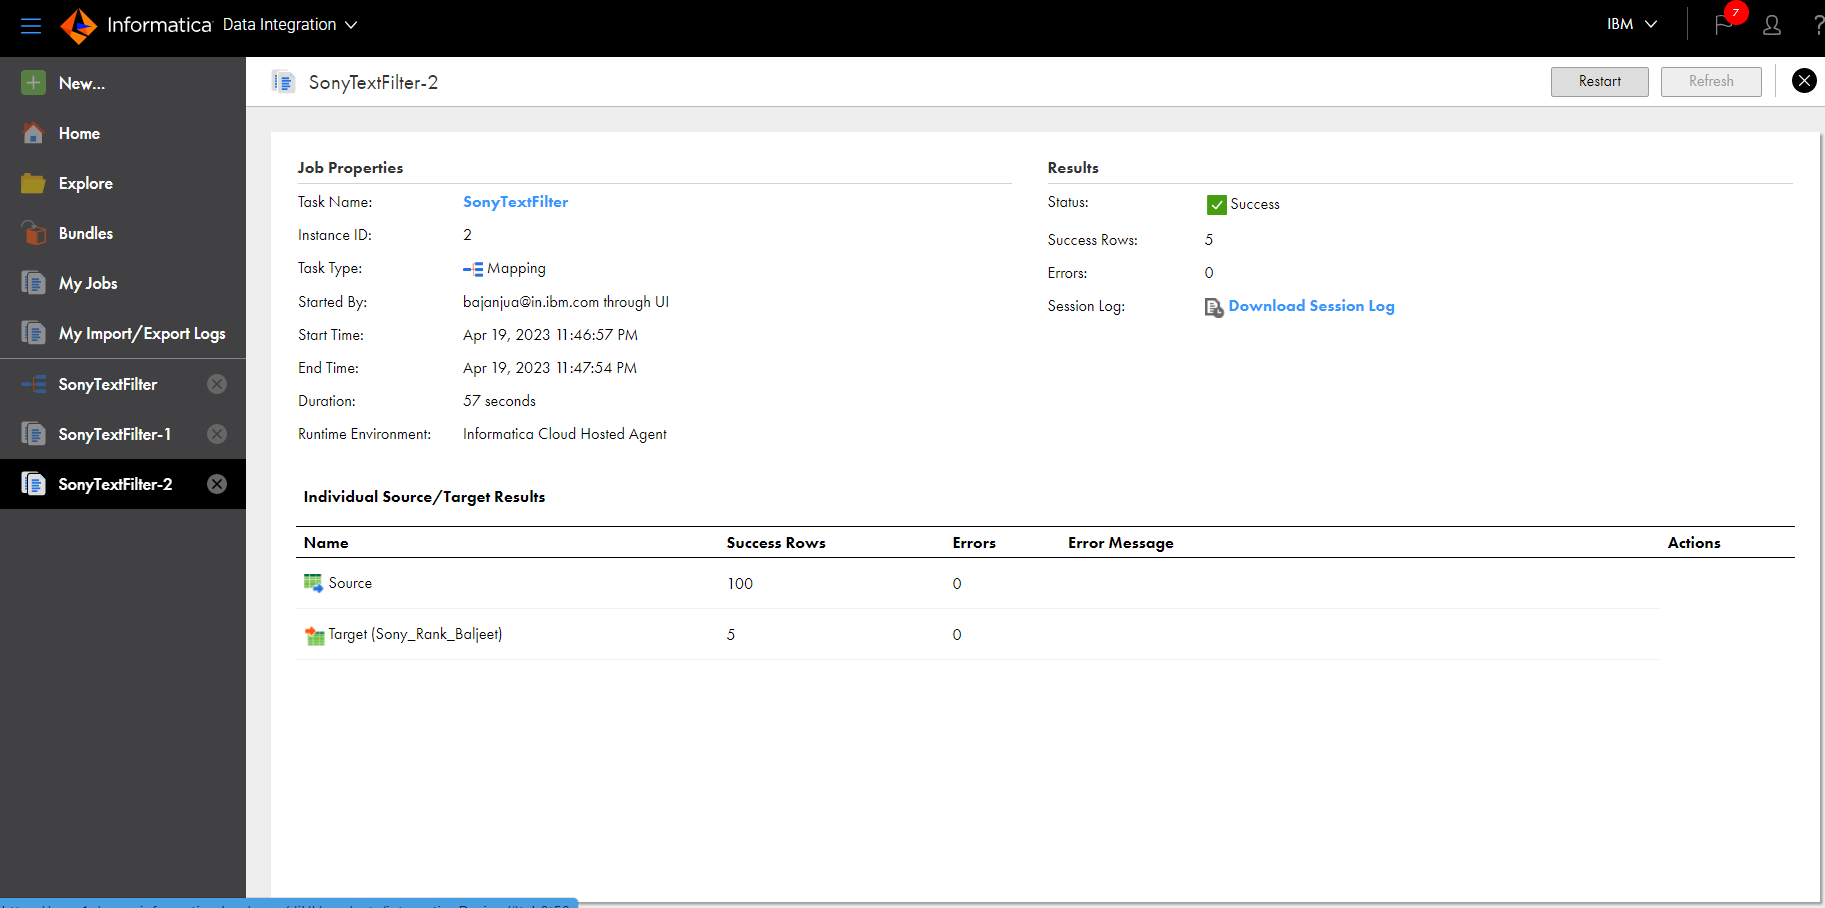 Informatica Data Integration
IBM
7
?
New...
Home
Explore
Bundles
My Jobs
My Import/Export Logs
SonyTextFilter
SonyTextFilter-1
SonyTextFilter-2
SonyTextFilter-2
Restart
Refresh
Job Properties
Task Name: SonyTextFilter
Instance ID: 2
Task Type: Mapping
Started By: bajanjua@in.ibm.com through UI
Start Time: Apr 19, 2023 11:46:57 PM
End Time: Apr 19, 2023 11:47:54 PM
Duration: 57 seconds
Runtime Environment: Informatica Cloud Hosted Agent
Results
Status: Success
Success Rows: 5
Errors: 0
Session Log: Download Session Log
Individual Source/Target Results
Name Success Rows Errors Error Message Actions
Source 100 0
Target (Sony_Rank_Baljeet) 5 0